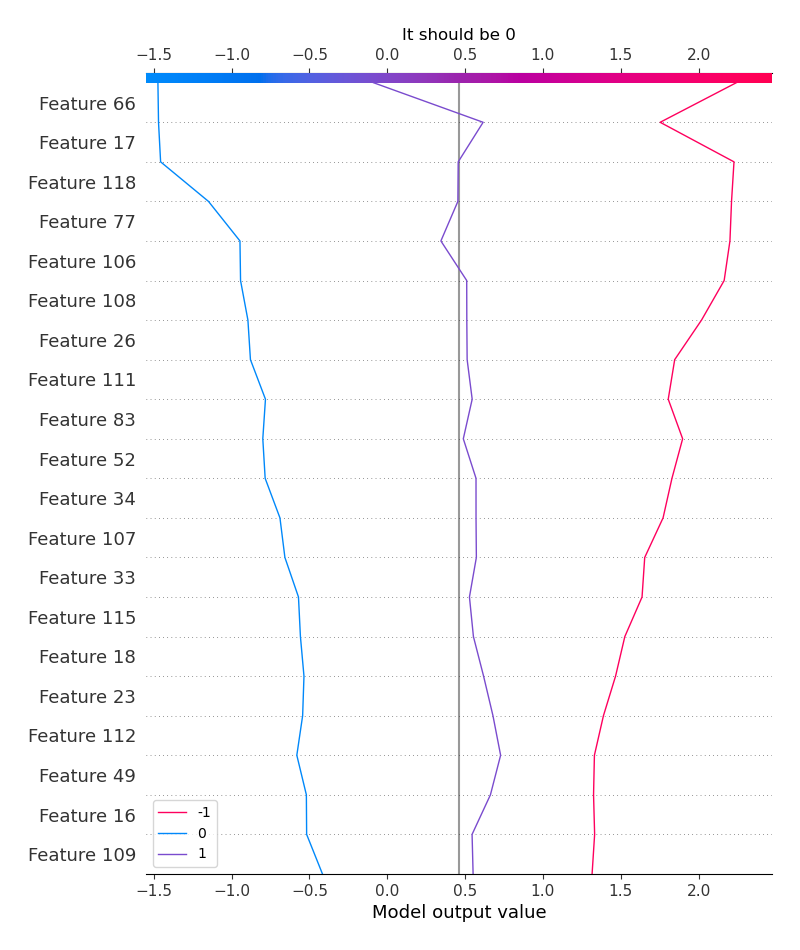 It should be 0
−1.5 −1.0 −0.5 0.0 0.5 1.0 1.5 2.0
Feature 66
Feature 17
Feature 118
Feature 77
Feature 106
Feature 108
Feature 26
Feature 111
Feature 83
Feature 52
Feature 34
Feature 107
Feature 33
Feature 115
Feature 18
Feature 23
Feature 112
Feature 49
Feature 16
Feature 109
-1
0
1
−1.5 −1.0 −0.5 0.0 0.5 1.0 1.5 2.0
Model output value